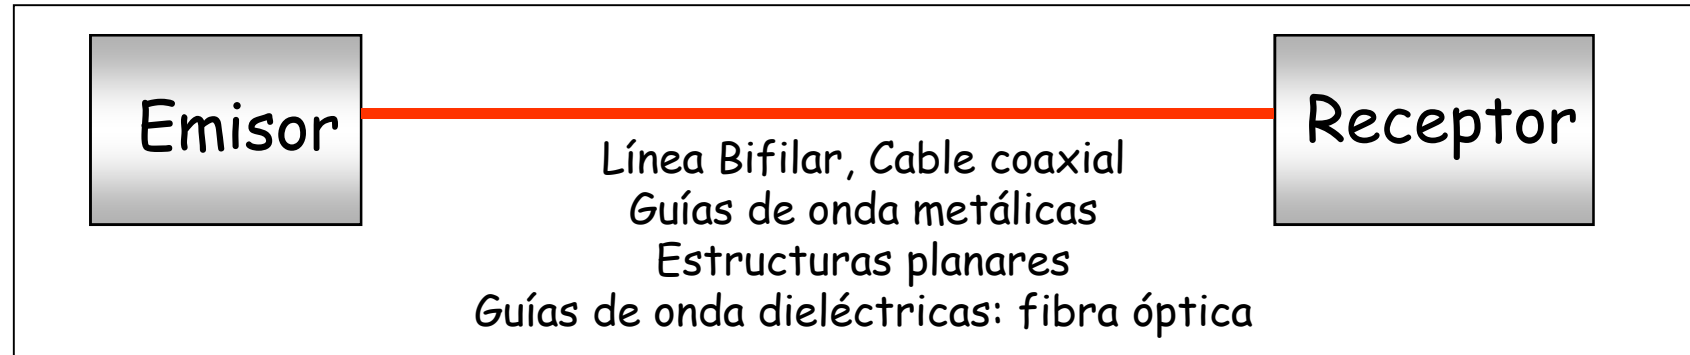 Emisor
Receptor
Línea Bifilar, Cable coaxial
Guías de onda metálicas
Estructuras planares
Guías de onda dieléctricas: fibra óptica